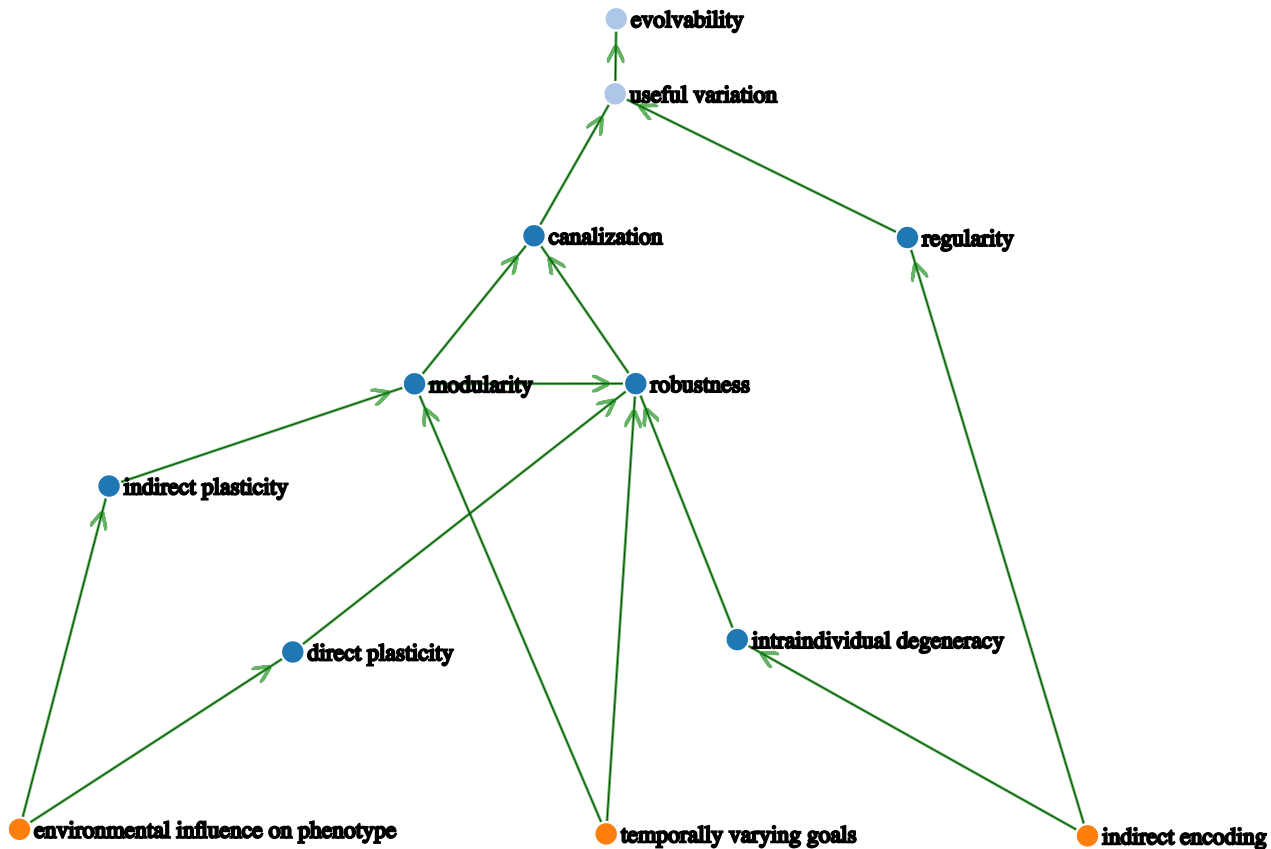 evolvability
useful variation
canalization
regularity
modularity
robustness
indirect plasticity
intraindividual degeneracy
direct plasticity
environmental influence on phenotype
temporally varying goals
indirect encoding